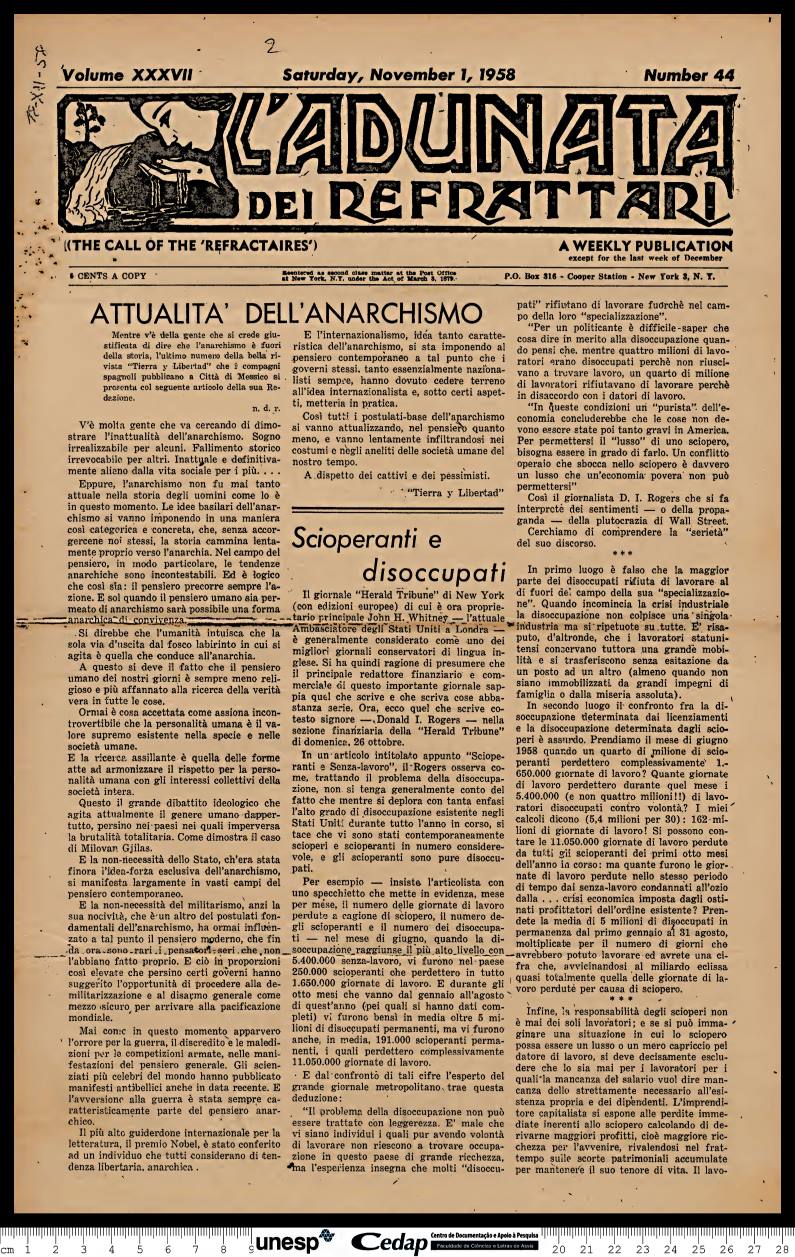 2
Volume XXXVII Saturday, November 1, 1958 Number 44
L'ADUNATA
DEI REFRATTARI
(THE CALL OF THE 'REFRACTAIRES')
A WEEKLY PUBLICATION
except for the last week of December
5 CENTS A COPY
Reentered as second class matter at the Post Office
at New York, N.Y. under the Act of March 3, 1879.
P.O. Box 316 - Cooper Station - New York 3, N. Y.
ATTUALITA' DELL'ANARCHISMO
Mentre v'è della gente che si crede giu-
stificata di dire che l'anarchismo è fuori
della storia, l'ultimo numero della bella ri-
vista "Tierra y Libertad" che i compagni
spagnoli pubblicano a Città di Messico si
presenta col seguente articolo della sua Re-
dazione.
n. d. r.
V'è molta gente che va cercando di dimo-
strare l'inattualità dell'anarchismo. Sogno
irrealizzabile per alcuni. Fallimento storico
irrevocabile per altri. Inattuale e definitiva-
mente alieno dalla vita sociale per i più. . . .
Eppure, l'anarchismo non fu mai tanto
attuale nella storia degli uomini come lo è
in questo momento. Le idee basilari dell'anar-
chismo si vanno imponendo in una maniera
così categorica e concreta, che, senza accor-
gercene noi stessi, la storia cammina lenta-
mente proprio verso l'anarchia. Nel campo del
pensiero, in modo particolare, le tendenze
anarchiche sono incontestabili. Ed è logico
che così sia: il pensiero precorre sempre l'a-
zione. E sol quando il pensiero umano sia per-
meato di anarchismo sarà possibile una forma
anarchica di convivenza.
Si direbbe che l'umanità intuisca che la
sola via d'uscita dal fosco labirinto in cui si
agita è quella che conduce all'anarchia.
A questo si deve il fatto che il pensiero
umano dei nostri giorni è sempre meno reli-
gioso e più affannato alla ricerca della verità
vera in tutte le cose.
Ormai è cosa accettata come assiona incon-
trovertibile che la personalità umana è il va-
lore supremo esistente nella specie e nelle
società umane.
E la ricerca assillante è quella delle forme
atte ad armonizzare il rispetto per la perso-
nalità umana con gli interessi collettivi della
società intera.
Questo il grande dibattito ideologico che
agita attualmente il genere umano dapper-
tutto, persino nei paesi nei quali imperversa
la brutalità totalitaria. Come dimostra il caso
di Milovan Gjilas.
E la non-necessità dello Stato, ch'era stata
finora l'idea-forza esclusiva dell'anarchismo,
si manifesta largamente in vasti campi del
pensiero contemporano.
E la non-necessità del militarismo, anzi la
sua nocività, che è un altro dei postulati fon-
damentali dell'anarchismo, ha ormai influen-
zato a tal punto il pensiero moderno, che fin
da ora sono rari i pensatori seri che non
l'abbiano fatto proprio. E ciò in proporzioni
così elevate che persino certi governi hanno
suggerito l'opportunità di procedere alla de-
militarizzazione e al disarmo generale come
mezzo sicuro per arrivare alla pacificazione
mondiale.
Mai come in questo momento apparvero
l'orrore per la guerra, il discredito e le maledi-
zioni per le competizioni armate, nelle mani-
festazioni del pensiero generale. Gli scien-
ziati più celebri del mondo hanno pubblicato
manifesti antibellici anche in data recente. E
l'avversione alla guerra è stata sempre ca-
ratteristicamente parte del pensiero anar-
chico.
Il più alto guiderdone internazionale per la
letteratura, il premio Nobel, è stato conferito
ad un individuo che tutti considerano di ten-
denza libertaria, anarchica.
E l'internazionalismo, idea tanto caratte-
ristica dell'anarchismo, si sta imponendo al
pensiero contemporaneo a tal punto che i
governi stessi, tanto essenzialmente naziona-
listi sempre, hanno dovuto cedere terreno
all'idea internazionalista e, sotto certi aspet-
ti, metteria in pratica.
Così tutti i postulati-base dell'anarchismo
si vanno attualizzando, nel pensiero quanto
meno, e vanno lentamente infiltrandosi nei
costumi e negli aneliti delle società umane del
nostro tempo.
A dispetto dei cattivi e dei pessimisti.
"Tierra y Libertad"
Scioperanti e
disoccupati
Il giornale "Herald Tribune" di New York
(con edizioni europee) di cui è ora proprie-
tario principale John H. Whitney — l'attuale
Ambasciatore degli Stati Uniti a Londra —
è generalmente considerato come uno dei
migliori giornali conservatori di lingua in-
glese. Si ha quindi ragione di presumere che
il principale redattore finanziario e com-
merciale di questo importante giornale sap-
pia quel che scrive e che scriva cose abba-
stanza serie. Ora, ecco quel che scrive co-
testo signore — Donald I. Rogers — nella
sezione finanziaria della "Herald Tribune"
di domenica, 26 ottobre.
In un articolo intitolato appunto "Sciope-
ranti e Senza-lavoro", il Rogers osserva co-
me, trattando il problema della disoccupa-
zione, non si tenga generalmente conto del
fatto che mentre si deplora con tanta enfasi
l'alto grado di disoccupazione esistente negli
Stati Uniti durante tutto l'anno in corso, si
tace che vi sono stati contemporaneamente
scioperi e scioperanti in numero considere-
vole, e gli scioperanti sono pure disoccu-
pati.
Per esempio — insiste l'articolista con
uno specchietto che mette in evidenza, mese
per mese, il numero delle giornate di lavoro
perdute a cagione di sciopero, il numero de-
gli scioperanti e il numero dei disoccupa-
ti — nel mese di giugno, quando la di-
soccupazione raggiunse il più alto livello con
5.400.000 senza-lavoro, vi furono nel paese
250.000 scioperanti che perdettero in tutto
1.650.000 giornate di lavoro. E durante gli
otto mesi che vanno dal gennaio all'agosto
di quest'anno (pei quali si hanno dati com-
pleti) vi furono bensì in media oltre 5 mi-
lioni di disoccupati permanenti, ma vi furono
anche, in media, 191.000 scioperanti perma-
nenti, i quali perdettero complessivamente
11.050.000 giornate di lavoro.
E dal confronto di tali cifre l'esperto del
grande giornale metropolitano trae questa
deduzione:
"Il problema della disoccupazione non può
essere trattato con leggerezza. E' male che
vi siano individui i quali pur avendo volontà
di lavorare non riescono a trovare occupa-
zione in questo paese di grande ricchezza,
ma l'esperienza insegna che molti "disoccu-
pati" rifiutano di lavorare fuorchè nel cam-
po della loro "specializzazione".
"Per un politicante è difficile saper che
cosa dire in merito alla disoccupazione quan-
do pensi che, mentre quattro milioni di lavo-
ratori erano disoccupati perchè non riusci-
vano a trovare lavoro, un quarto di milione
di lavoratori rifiutavano di lavorare perchè
in disaccordo con i datori di lavoro.
"In queste condizioni un "purista" dell'e-
conomia concluderebbe che le cose non de-
vono essere state poi tanto gravi in America.
Per permettersi il "lusso" di uno sciopero,
bisogna essere in grado di farlo. Un conflitto
operaio che sbocca nello sciopero è davvero
un lusso che un'economia povera non può
permettersi"
Così il giornalista D. I. Rogers che si fa
interprete dei sentimenti — o della propa-
ganda — della plutocrazia di Wall Street.
Cerchiamo di comprendere la "serietà"
del suo discorso.
***
In primo luogo è falso che la maggior
parte dei disoccupati rifiuta di lavorare al
di fuori del campo della sua "specializzazio-
ne". Quando incomincia la crisi industriale
la disoccupazione non colpisce una singola
industria ma si ripetuote su tutte. E' risa-
puto, d'altronde, che i lavoratori statuni-
tensi conservano tuttora una grande mobi-
lità e si trasferiscono senza esitazione da
un posto ad un altro (almeno quando non
siano immobilizzati da grandi impegni di
famiglia o dalla miseria assoluta).
In secondo luogo il confronto fra la di-
soccupazione determinata dai licenziamenti
e la disoccupazione determinata dagli scio-
peri è assurdo. Prendiamo il mese di giugno
1958 quando un quarto di milione di scio-
peranti perdettero complessivamente 1.-
650.000 giornate di lavoro? Quante giornate
di lavoro perdettero durante quel mese i
5.400.000 (e non quattro milioni!!) di lavo-
ratori disoccupati contro volontà? I miei
calcoli dicono (5,4 milioni per 30): 162 mi-
lioni di giornate di lavoro! Si possono con-
tare le 11.050.000 giornate di lavoro perdute
da tutti gli scioperanti dei primi otto mesi
dell'anno in corso: ma quante furono le gior-
nate di lavoro perdute nello stesso periodo
di tempo dai senza-lavoro condannati all'ozio
dalla . . . crisi economica imposta dagli osti-
nati profittatori dell'ordine esistente? Pren-
dete la media di 5 milioni di disoccupati in
permanenza dal primo gennaio al 31 agosto,
moltiplicate per il numero di giorni che
avrebbero potuto lavorare ed avrete una ci-
fra che, avvicinandosi al miliardo eclissa
quasi totalmente quella delle giornate di la-
voro perdute per causa di sciopero.
***
Infine, la responsabilità degli scioperi non
è mai dei soli lavoratori; e se si può imma-
ginare una situazione in cui lo sciopero
possa essere un lusso o un mero capriccio pel
datore di lavoro, si deve decisamente esclu-
dere che lo sia mai per i lavoratori per i
quali la mancanza del salario vuol dire man-
canza dello strettamente necessario all'esi-
stenza propria e dei dipendenti. L'imprendi-
tore capitalista si espone alle perdite imme-
diate inerenti allo sciopero calcolando di de-
rivarne maggiori profitti, cioè maggiore ric-
chezza per l'avvenire, rivalendosi nel frat-
tempo sulle scorte patrimoniali accumulate
per mantenere il suo tenore di vita. Il lavo-
cm 1 2 3 4 5 6 7 8 unesp Cedap Centro de Documentação e Apoio à Pesquisa
Faculdade de Ciências e Letras de Assis
20 21 22 23 24 25 26 27 28